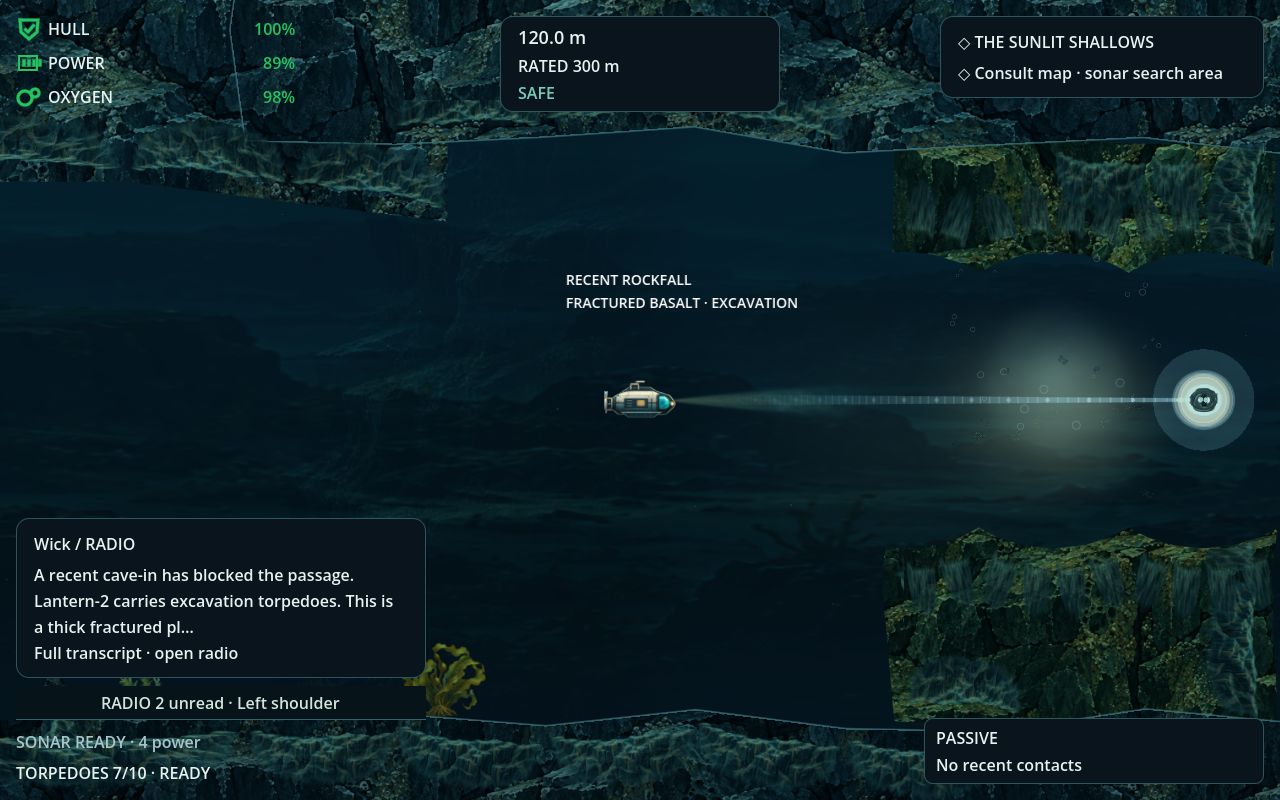 HULL 100%
POWER 89%
OXYGEN 98%
120.0 m
RATED 300 m
SAFE
◇ THE SUNLIT SHALLOWS
◇ Consult map · sonar search area
RECENT ROCKFALL
FRACTURED BASALT · EXCAVATION
Wick / RADIO
A recent cave-in has blocked the passage.
Lantern-2 carries excavation torpedoes. This is
a thick fractured pl...
Full transcript · open radio
RADIO 2 unread · Left shoulder
SONAR READY · 4 power
TORPEDOES 7/10 · READY
PASSIVE
No recent contacts